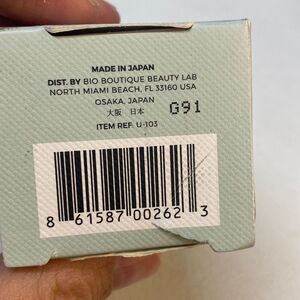 MADE IN JAPAN
DIST. BY BIO BOUTIQUE BEAUTY LAB
NORTH MIAMI BEACH, FL 33160 USA
OSAKA, JAPAN
大阪 日本 G91
ITEM REF: U-103
8 61587 00262 3